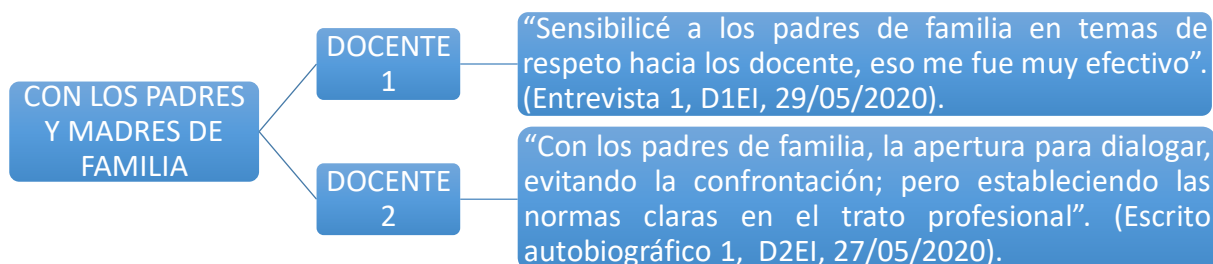 CON LOS PADRES
Y MADRES DE
FAMILIA
DOCENTE
1
“Sensibilicé a los padres de familia en temas de
respeto hacia los docente, eso me fue muy efectivo”.
(Entrevista 1, D1EI, 29/05/2020).
DOCENTE
2
“Con los padres de familia, la apertura para dialogar,
evitando la confrontación; pero estableciendo las
normas claras en el trato profesional”. (Escrito
autobiográfico 1, D2EI, 27/05/2020).